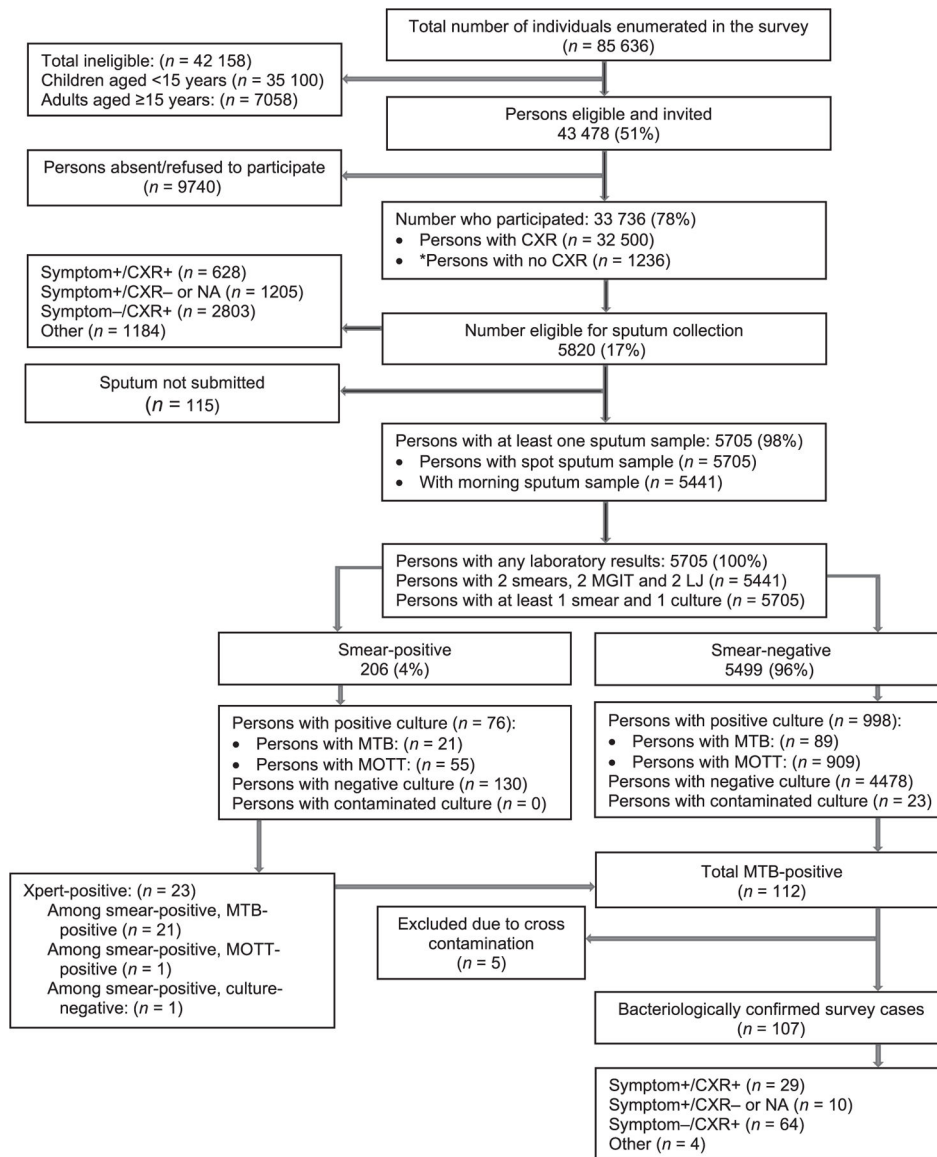 Total number of individuals enumerated in the survey
(n = 85 636)
Total ineligible: (n = 42 158)
Children aged <15 years (n = 35 100)
Adults aged ≥15 years: (n = 7058)
Persons eligible and invited
43 478 (51%)
Persons absent/refused to participate
(n = 9740)
Number who participated: 33 736 (78%)
• Persons with CXR (n = 32 500)
• *Persons with no CXR (n = 1236)
Symptom+/CXR+ (n = 628)
Symptom+/CXR– or NA (n = 1205)
Symptom–/CXR+ (n = 2803)
Other (n = 1184)
Number eligible for sputum collection
5820 (17%)
Sputum not submitted
(n = 115)
Persons with at least one sputum sample: 5705 (98%)
• Persons with spot sputum sample (n = 5705)
• With morning sputum sample (n = 5441)
Persons with any laboratory results: 5705 (100%)
Persons with 2 smears, 2 MGIT and 2 LJ (n = 5441)
Persons with at least 1 smear and 1 culture (n = 5705)
Smear-positive
206 (4%)
Smear-negative
5499 (96%)
Persons with positive culture (n = 76):
• Persons with MTB: (n = 21)
• Persons with MOTT: (n = 55)
Persons with negative culture (n = 130)
Persons with contaminated culture (n = 0)
Persons with positive culture (n = 998):
• Persons with MTB: (n = 89)
• Persons with MOTT: (n = 909)
Persons with negative culture (n = 4478)
Persons with contaminated culture (n = 23)
Xpert-positive: (n = 23)
Among smear-positive, MTB-
positive (n = 21)
Among smear-positive, MOTT-
positive (n = 1)
Among smear-positive, culture-
negative: (n = 1)
Total MTB-positive
(n = 112)
Excluded due to cross
contamination
(n = 5)
Bacteriologically confirmed survey cases
(n = 107)
Symptom+/CXR+ (n = 29)
Symptom+/CXR– or NA (n = 10)
Symptom–/CXR+ (n = 64)
Other (n = 4)